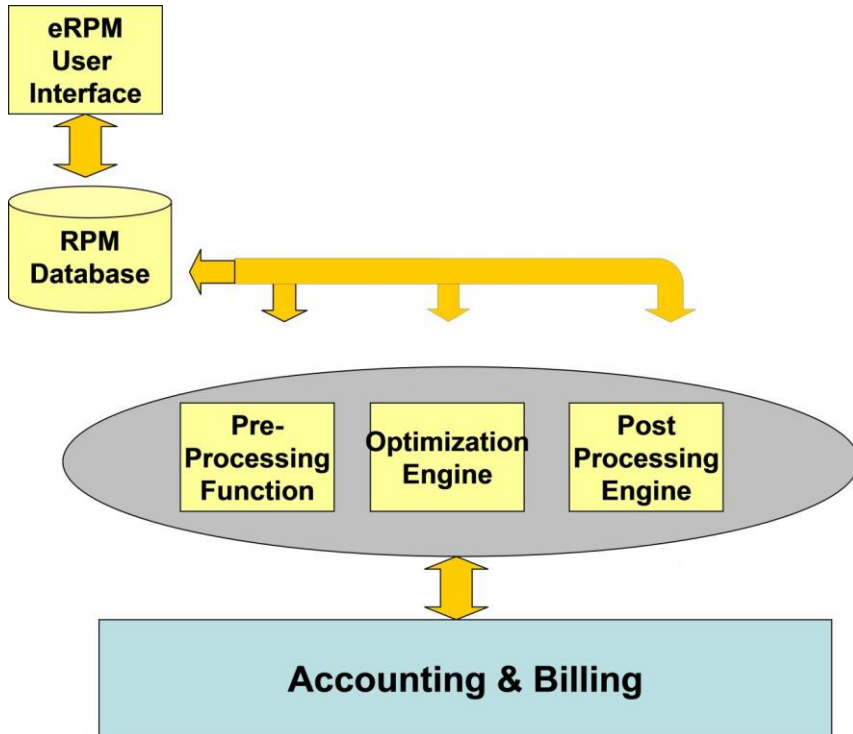 eRPM
User
Interface
RPM
Database
Pre-
Processing
Function
Optimization
Engine
Post
Processing
Engine
Accounting & Billing